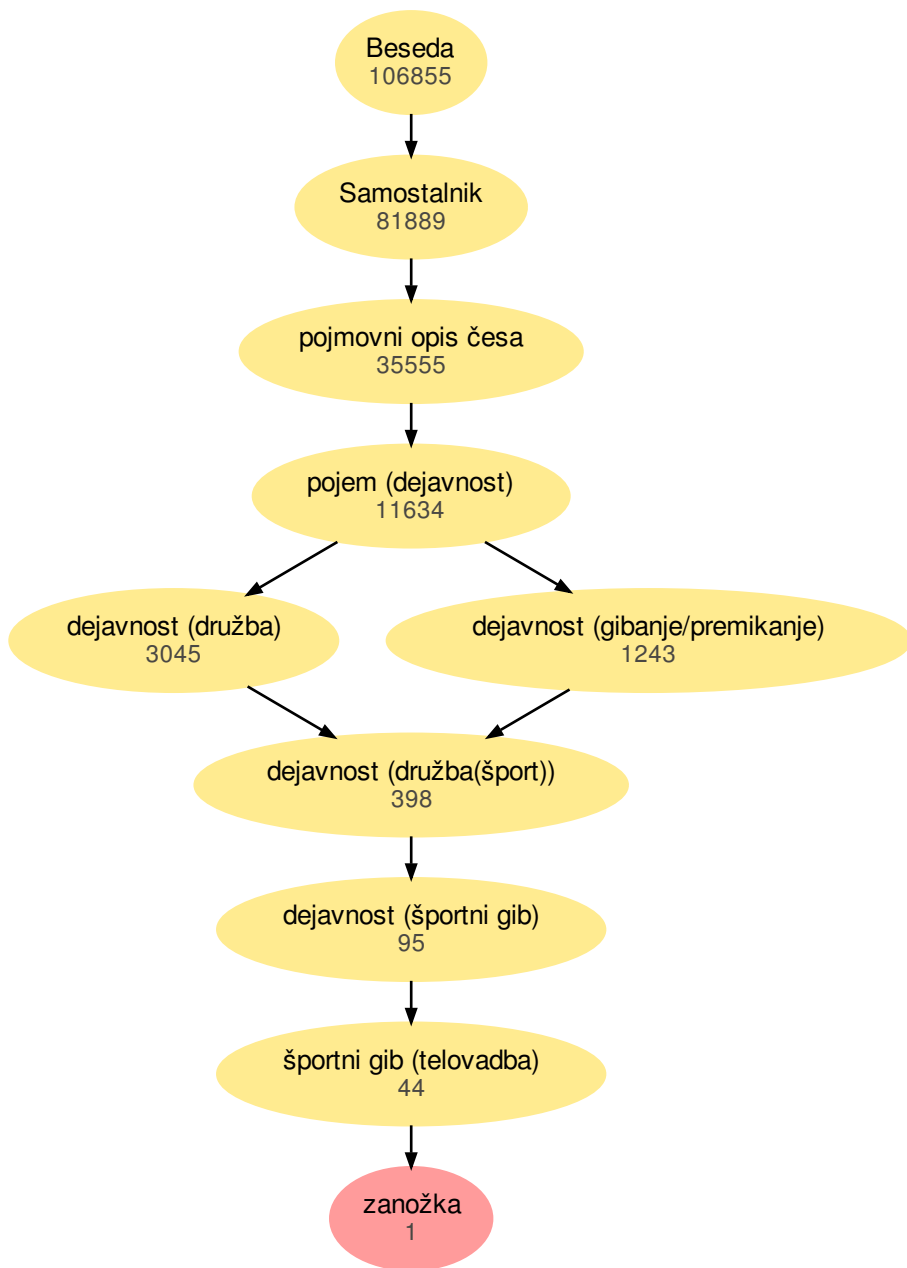 Beseda
106855
Samostalnik
81889
pojmovni opis česa
35555
pojem (dejavnost)
11634
dejavnost (družba)
3045
dejavnost (gibanje/premikanje)
1243
dejavnost (družba(šport))
398
dejavnost (športni gib)
95
športni gib (telovadba)
44
zanožka
1